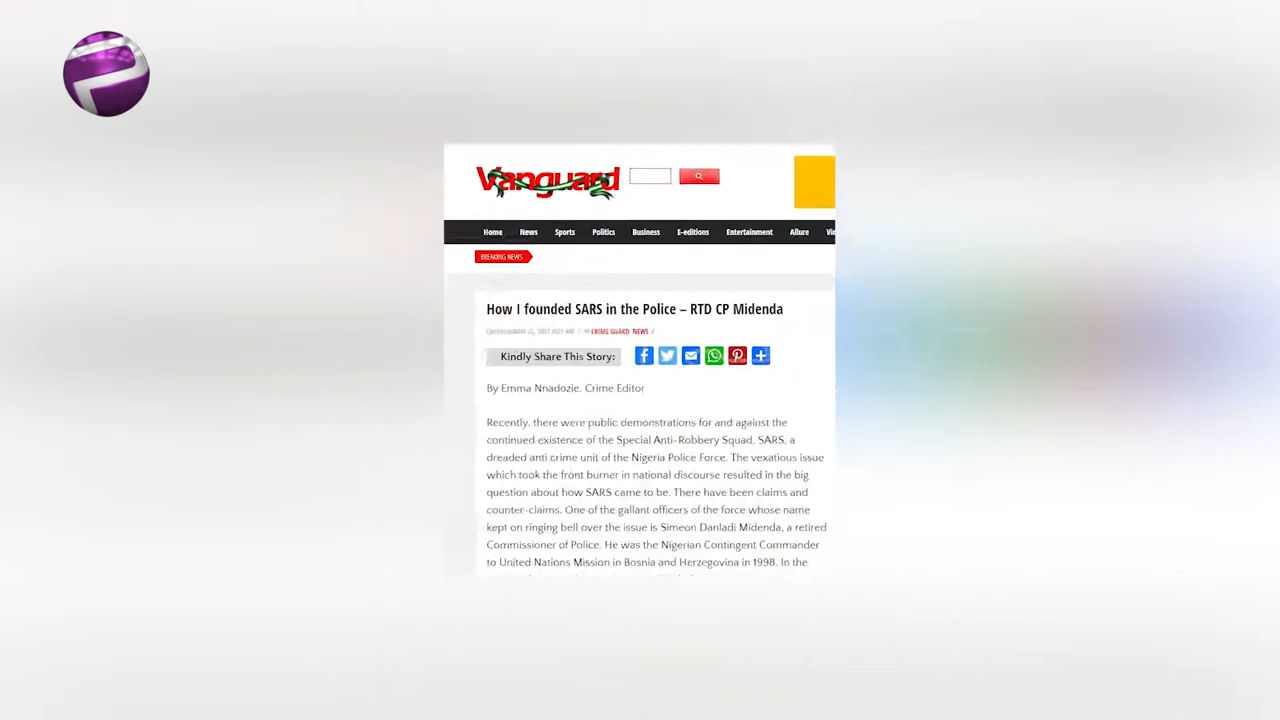 Vanguard
Home News Sports Politics Business E-editions Entertainment Allure
BREAKING NEWS
How I founded SARS in the Police – RTD CP Midenda
CRIME GUARD, NEWS /
Kindly Share This Story:
By Emma Nnadozie, Crime Editor
Recently, there were public demonstrations for and against the
continued existence of the Special Anti-Robbery Squad, SARS, a
dreaded anti crime unit of the Nigeria Police Force. The vexatious issue
which took the front burner in national discourse resulted in the big
question about how SARS came to be. There have been claims and
counter-claims. One of the gallant officers of the force whose name
kept on ringing bell over the issue is Simeon Danladi Midenda, a retired
Commissioner of Police. He was the Nigerian Contingent Commander
to United Nations Mission in Bosnia and Herzegovina in 1998. In the